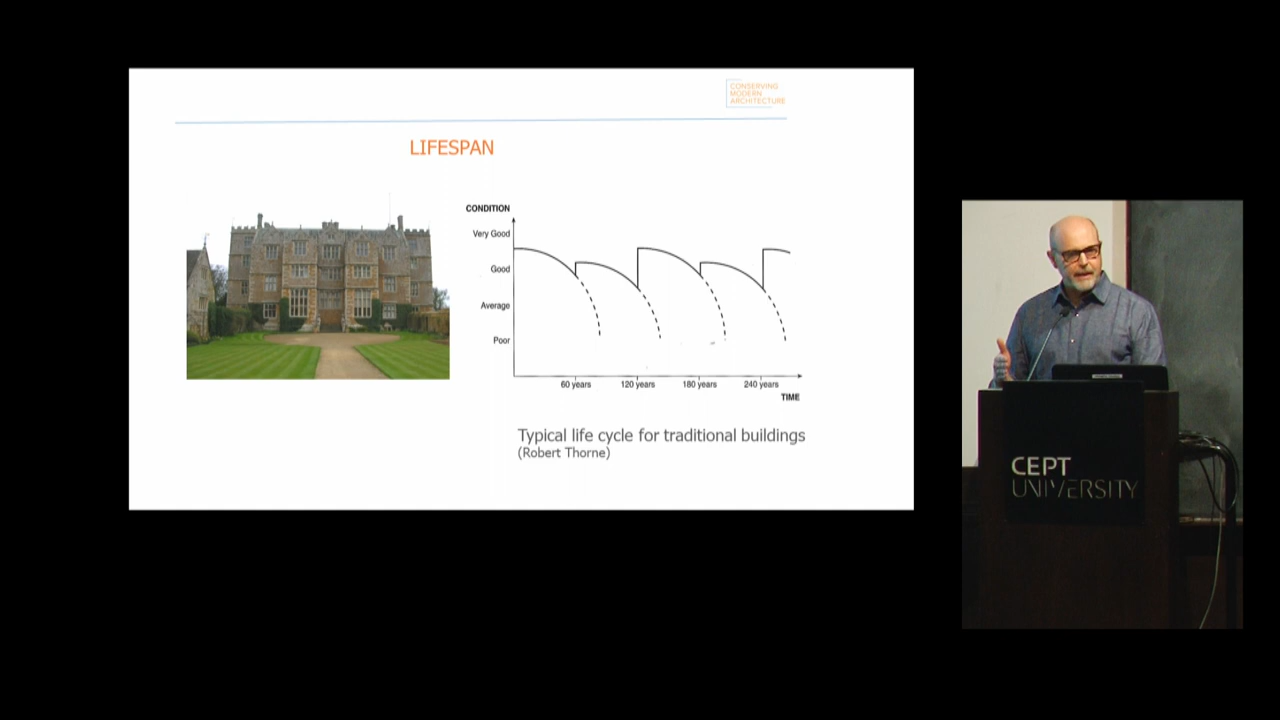 CONSERVING
MODERN
ARCHITECTURE
LIFESPAN
CONDITION
Very Good
Good
Average
Poor
60 years
120 years
180 years
240 years
TIME
Typical life cycle for traditional buildings
(Robert Thorne)
CEPT
UNIVERSITY